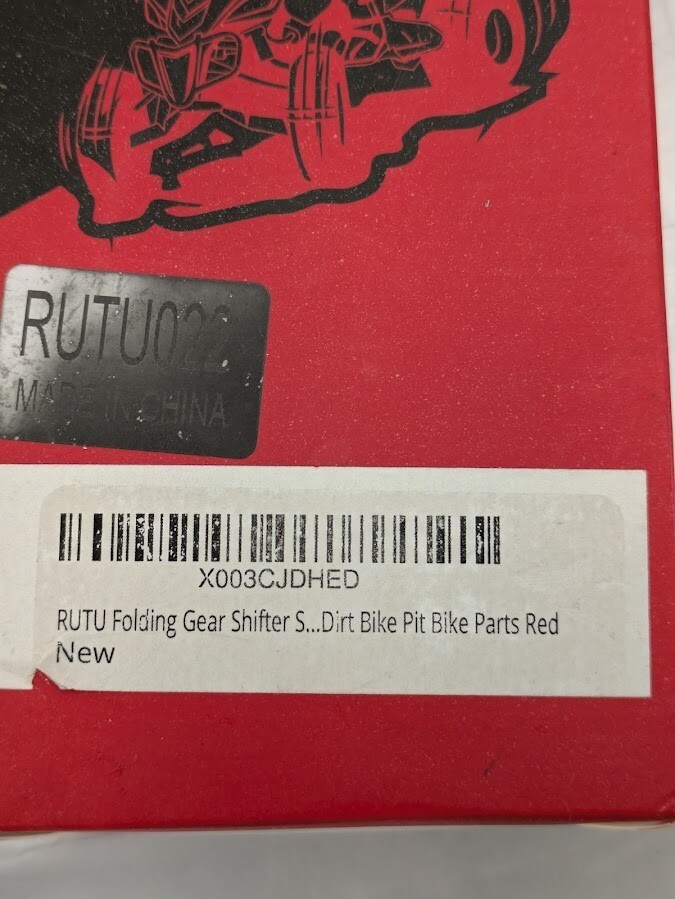 RUTU022
MADE IN CHINA
X003CJDHED
RUTU Folding Gear Shifter S...Dirt Bike Pit Bike Parts Red
New